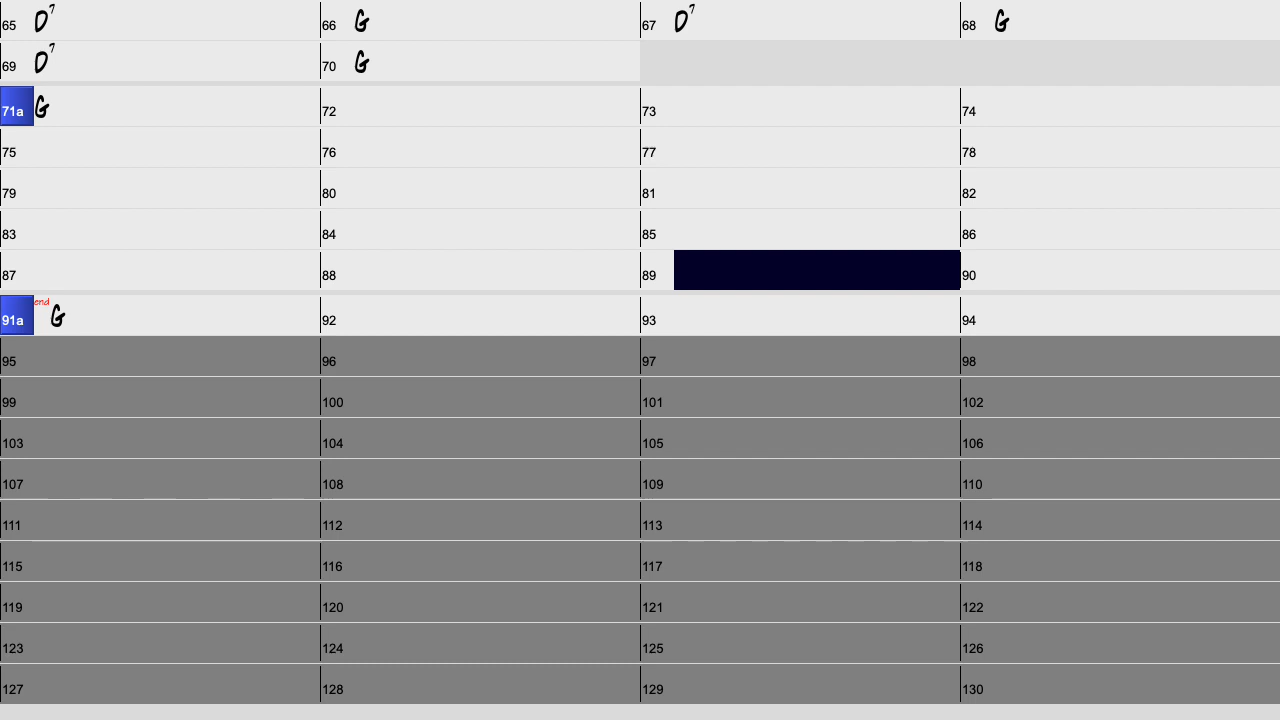 65 D7 66 G 67 D7 68 G
69 D7 70 G
71a G 72 73 74
75 76 77 78
79 80 81 82
83 84 85 86
87 88 89 90
91a end G 92 93 94
95 96 97 98
99 100 101 102
103 104 105 106
107 108 109 110
111 112 113 114
115 116 117 118
119 120 121 122
123 124 125 126
127 128 129 130